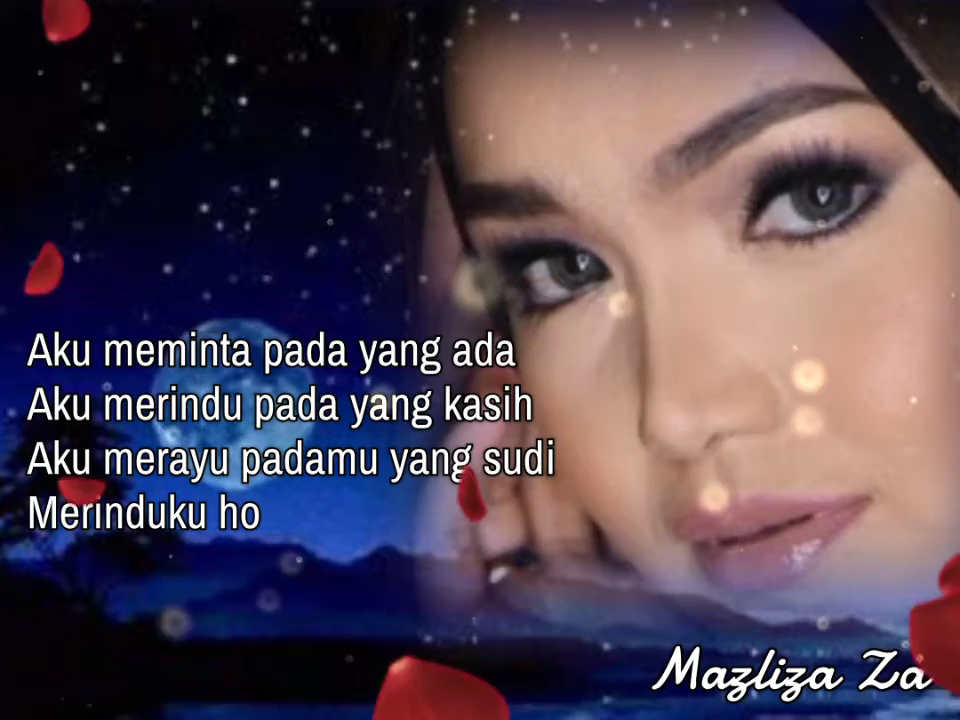 Aku meminta pada yang ada
Aku merindu pada yang kasih
Aku merayu padamu yang sudi
Merinduku ho
Mazliza Za